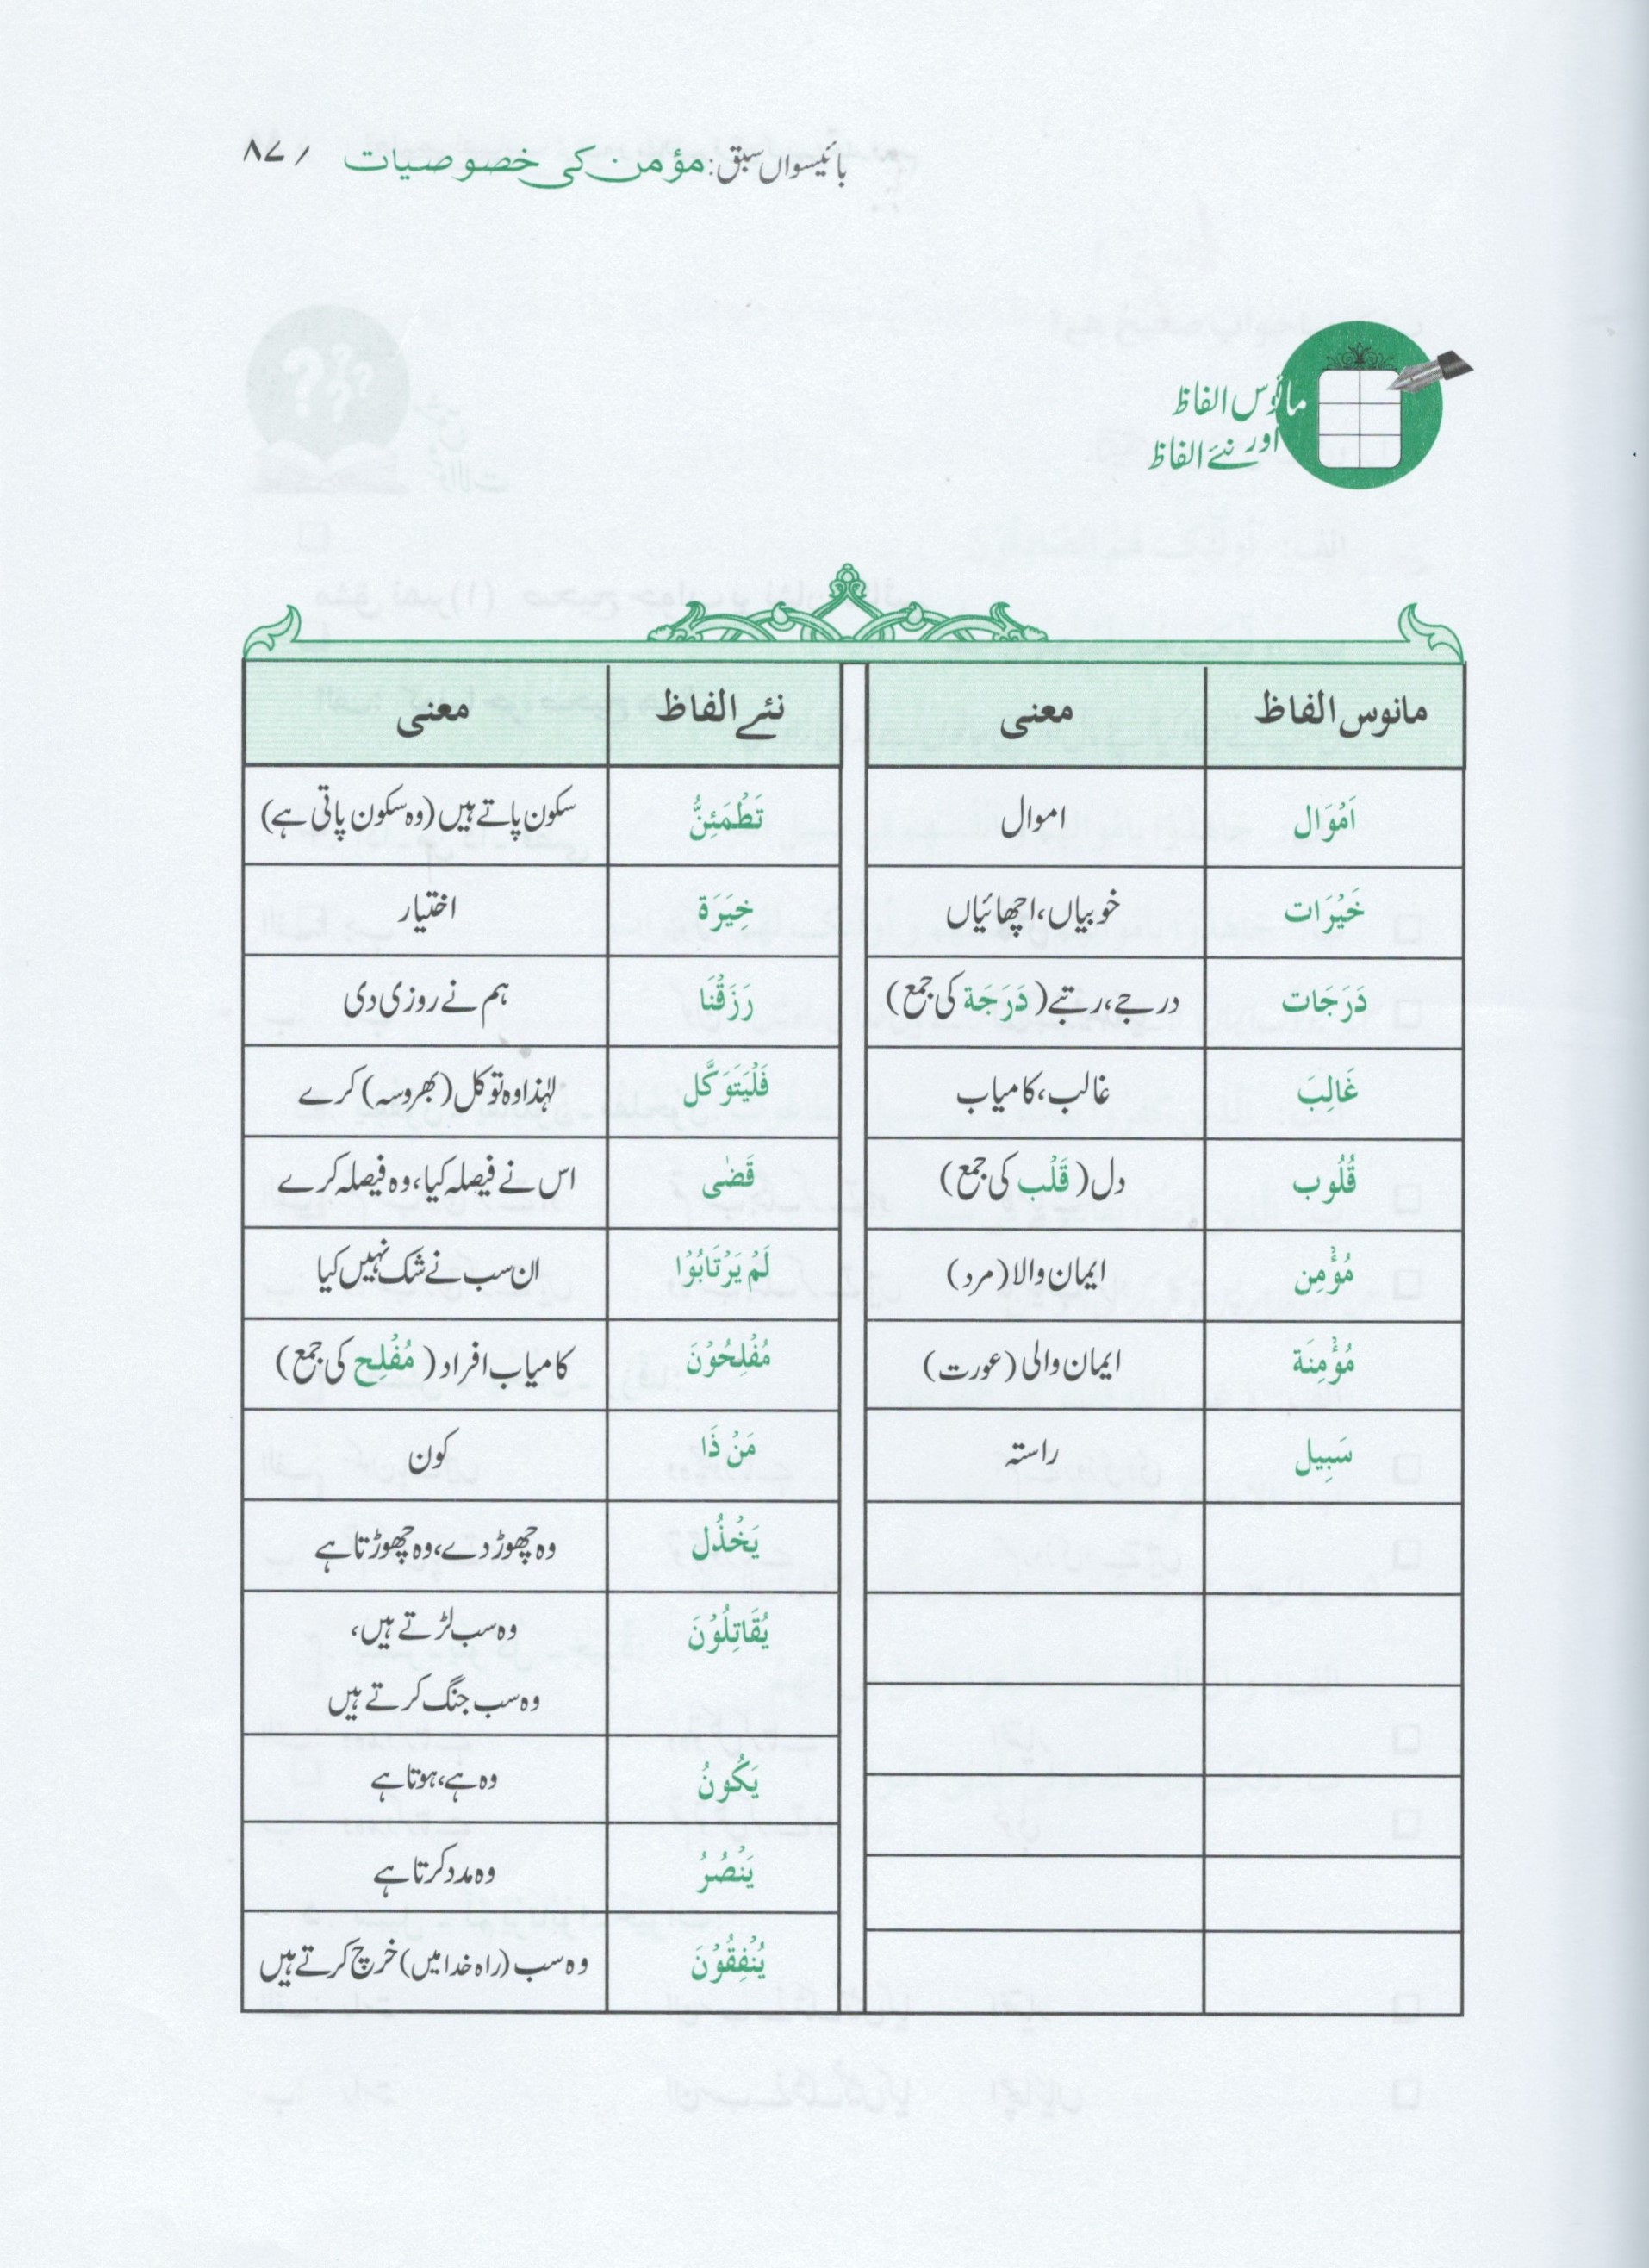 بائیسواں سبق: مؤمن کی خصوصیات / ۸۷
مانوس الفاظ
اور نئے الفاظ
مانوس الفاظ معنی نئے الفاظ معنی
اَمْوَال اموال تَطْمَئِنُّ سکون پاتے ہیں (وہ سکون پاتی ہے)
خَيْرَات خوبیاں، اچھائیاں خِيَرَة اختیار
دَرَجَات درجے، رتبے (دَرَجَة کی جمع) رَزَقْنَا ہم نے روزی دی
غَالِبَ غالب، کامیاب فَلْيَتَوَكَّل لہٰذا وہ توکل (بھروسہ) کرے
قُلُوب دل (قَلْب کی جمع) قَضٰى اس نے فیصلہ کیا، وہ فیصلہ کرے
مُؤْمِن ایمان والا (مرد) لَمْ يَرْتَابُوْا ان سب نے شک نہیں کیا
مُؤْمِنَة ایمان والی (عورت) مُفْلِحُوْنَ کامیاب افراد (مُفْلِح کی جمع)
سَبِيل راستہ مَنْ ذَا کون
يَخْذُل وہ چھوڑ دے، وہ چھوڑتا ہے
يُقَاتِلُوْنَ وہ سب لڑتے ہیں،
وہ سب جنگ کرتے ہیں
يَكُونُ وہ ہے، ہوتا ہے
يَنْصُرُ وہ مدد کرتا ہے
يُنْفِقُوْنَ وہ سب (راہ خدا میں) خرچ کرتے ہیں